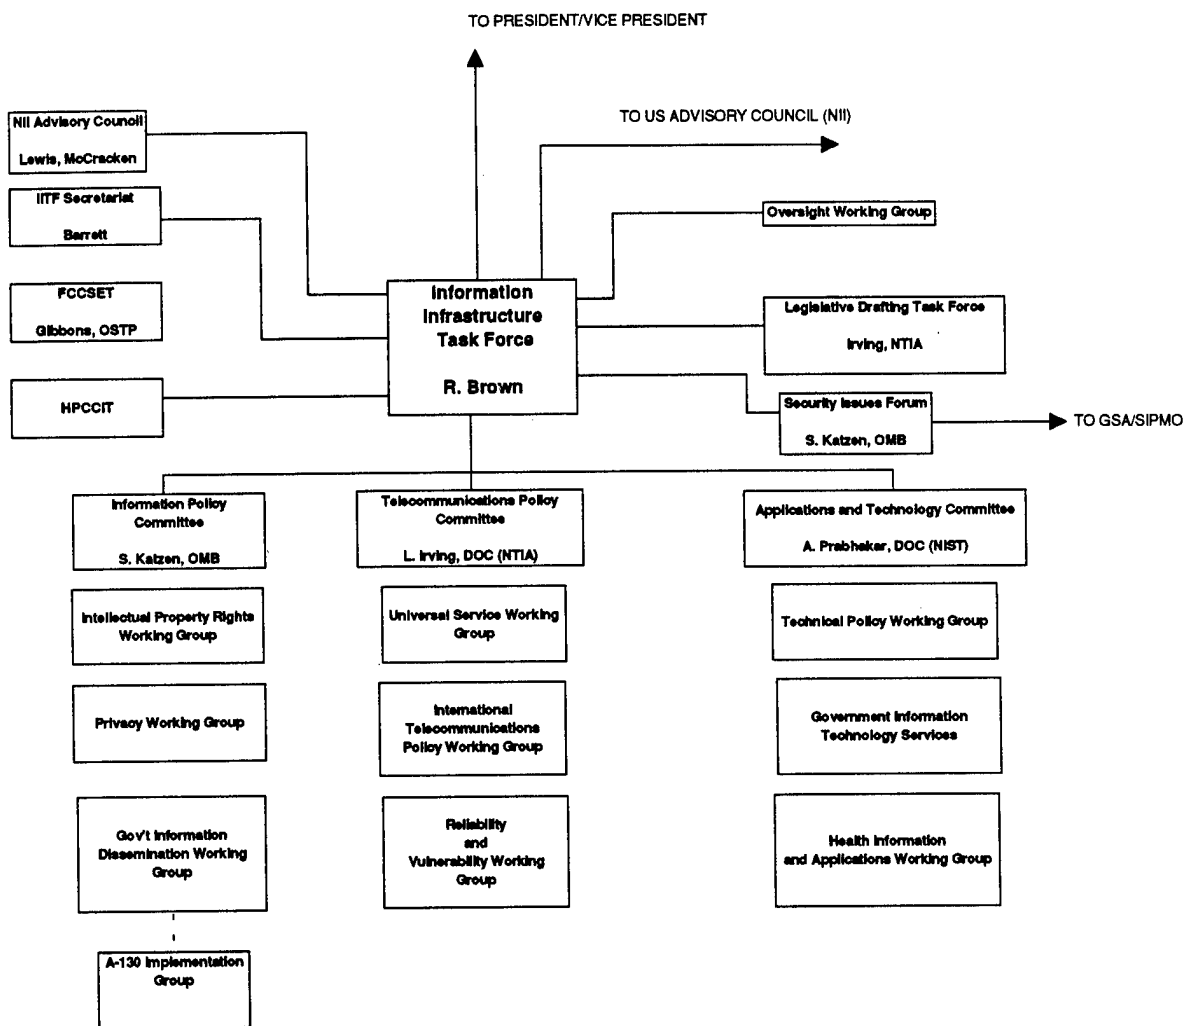 TO PRESIDENT/VICE PRESIDENT
TO US ADVISORY COUNCIL (NII)
NII Advisory Council
Lewis, McCracken
IITF Secretariat
Barrett
Oversight Working Group
FCCSET
Gibbons, OSTP
Information
Infrastructure
Task Force
R. Brown
Legislative Drafting Task Force
Irving, NTIA
HPCCIT
Security Issues Forum
S. Katzen, OMB
TO GSA/SIPMO
Information Policy
Committee
S. Katzen, OMB
Telecommunications Policy
Committee
L. Irving, DOC (NTIA)
Applications and Technology Committee
A. Prabhakar, DOC (NIST)
Intellectual Property Rights
Working Group
Universal Service Working
Group
Technical Policy Working Group
Privacy Working Group
International
Telecommunications
Policy Working Group
Government Information
Technology Services
Gov't Information
Dissemination Working
Group
Reliability
and
Vulnerability Working
Group
Health Information
and Applications Working Group
A-130 Implementation
Group